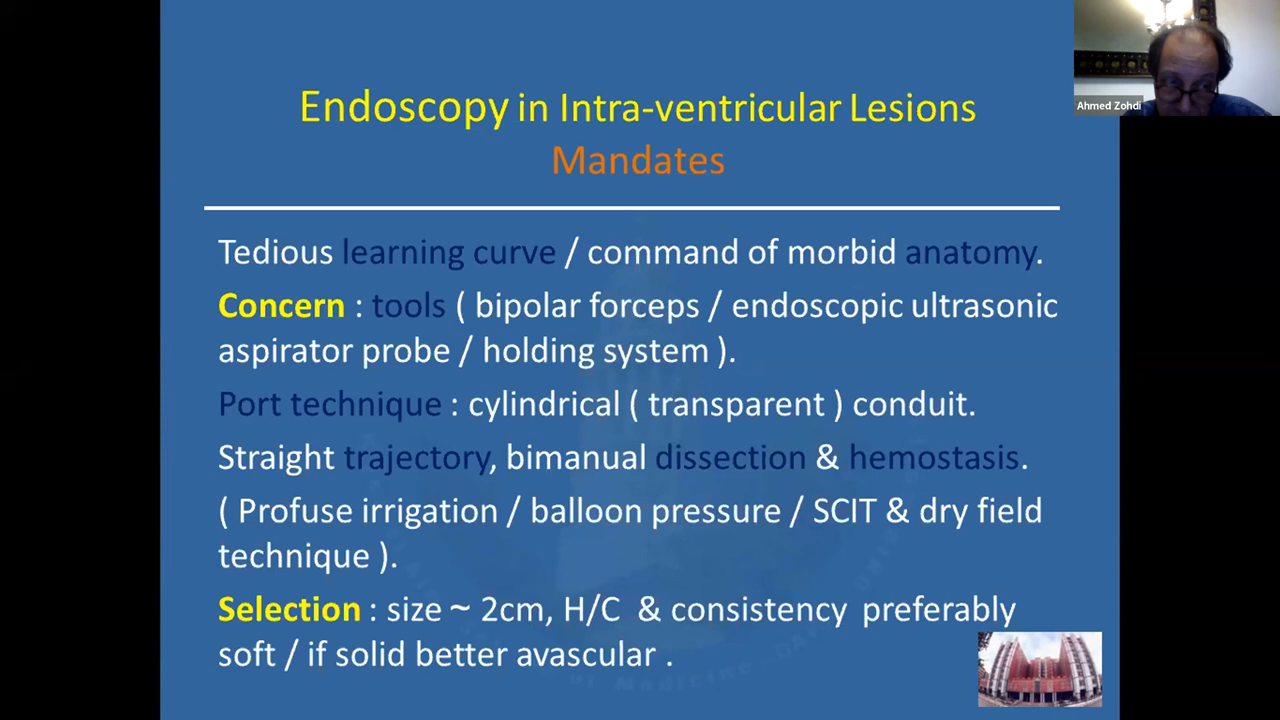 Ahmed Zohdi
Endoscopy in Intra-ventricular Lesions
Mandates
Tedious learning curve / command of morbid anatomy.
Concern : tools ( bipolar forceps / endoscopic ultrasonic
aspirator probe / holding system ).
Port technique : cylindrical ( transparent ) conduit.
Straight trajectory, bimanual dissection & hemostasis.
( Profuse irrigation / balloon pressure / SCIT & dry field
technique ).
Selection : size ~ 2cm, H/C & consistency preferably
soft / if solid better avascular .